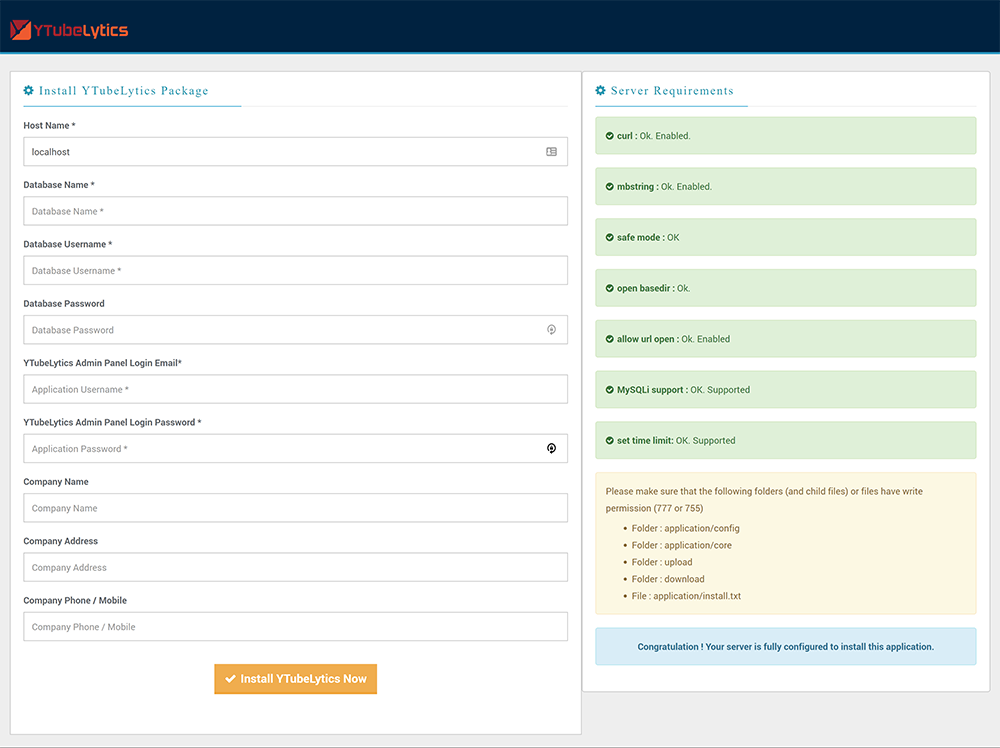 YTubeLytics
Install YTubeLytics Package
Host Name *
localhost
Database Name *
Database Name *
Database Username *
Database Username *
Database Password
Database Password
YTubeLytics Admin Panel Login Email*
Application Username *
YTubeLytics Admin Panel Login Password *
Application Password *
Company Name
Company Name
Company Address
Company Address
Company Phone / Mobile
Company Phone / Mobile
Install YTubeLytics Now
Server Requirements
curl : Ok. Enabled.
mbstring : Ok. Enabled.
safe mode : OK
open basedir : Ok.
allow url open : Ok. Enabled
MySQLi support : OK. Supported
set time limit: OK. Supported
Please make sure that the following folders (and child files) or files have write
permission (777 or 755)
• Folder : application/config
• Folder : application/core
• Folder : upload
• Folder : download
• File : application/install.txt
Congratulation ! Your server is fully configured to install this application.